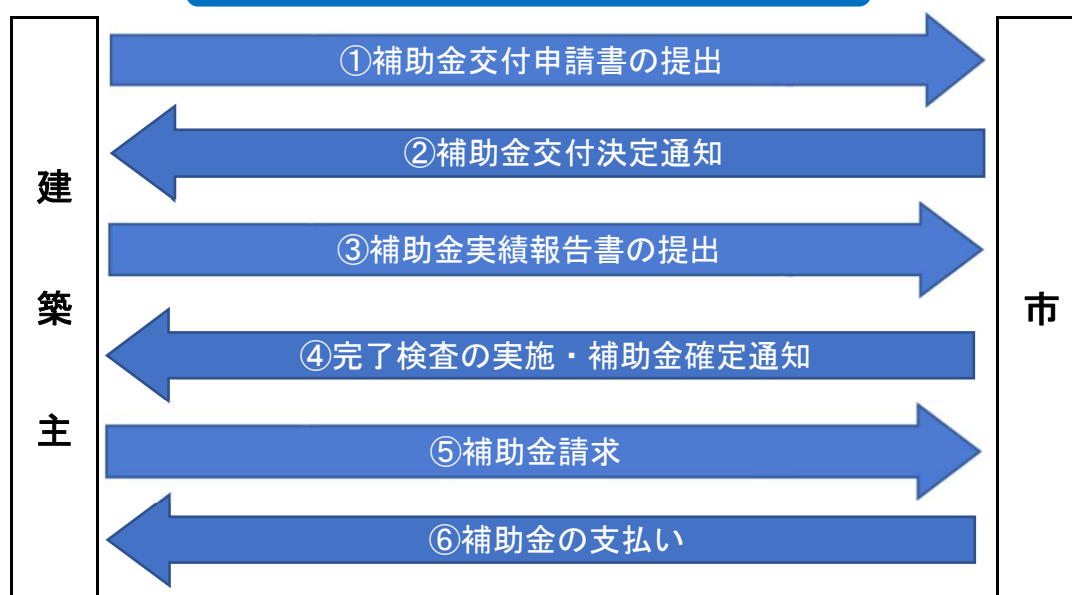 ①補助金交付申請書の提出
②補助金交付決定通知
③補助金実績報告書の提出
④完了検査の実施・補助金確定通知
⑤補助金請求
⑥補助金の支払い
建築主
市